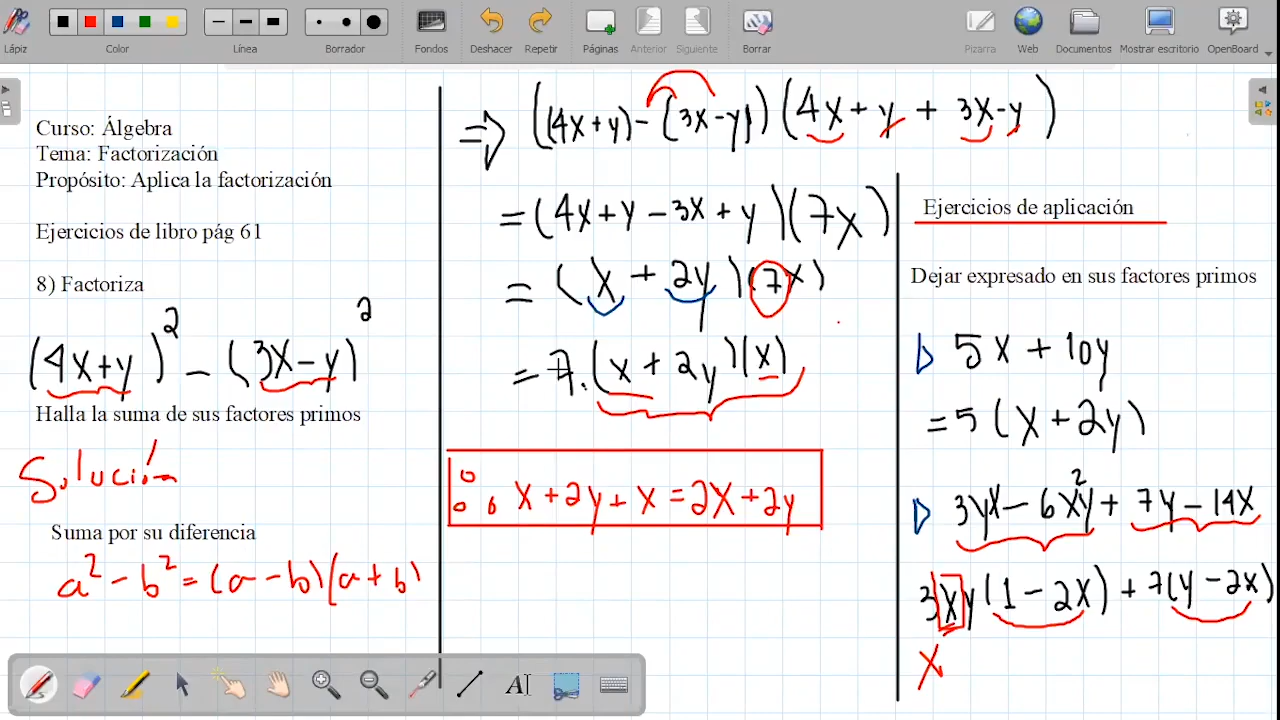 Lápiz
Color
Línea
Borrador
Fondos
Deshacer
Repetir
Páginas
Anterior
Siguiente
Borrar
Pizarra
Web
Documentos
Mostrar escritorio
OpenBoard
Curso: Álgebra
Tema: Factorización
Propósito: Aplica la factorización
Ejercicios de libro pág 61
8) Factoriza
(4x+y)² - (3x-y)²
Halla la suma de sus factores primos
Solución
Suma por su diferencia
a² - b² = (a - b)(a + b)
=> ((4x+y) - (3x-y))(4x+y + 3x-y)
= (4x+y - 3x+y)(7x)
= (x + 2y)(7x)
= 7.(x + 2y)(x)
∴ x+2y+x = 2x+2y
Ejercicios de aplicación
Dejar expresado en sus factores primos
▷ 5x + 10y
= 5(x + 2y)
▷ 3yx - 6x²y + 7y - 14x
3xy(1 - 2x) + 7(y - 2x)
x